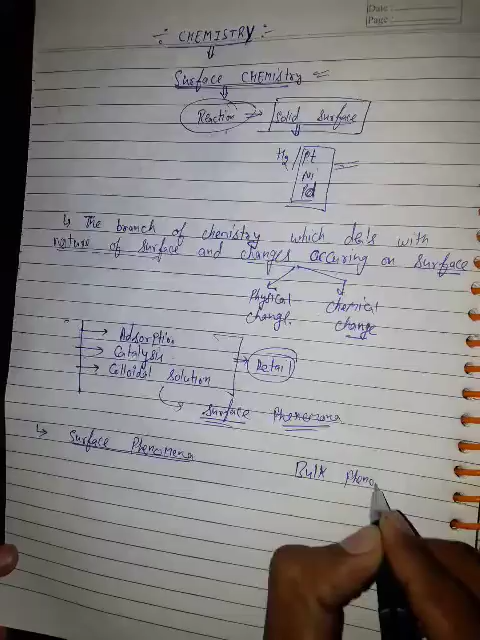 Date :
Page :
:- CHEMISTRY :-
Surface CHEMISTRY
Reaction → Solid Surface
H2 / Pt
Ni
Pd
↳ The branch of chemistry which deals with
nature of surface and changes occuring on surface
Physical change.
Chemical change
→ Adsorption
→ Catalysis
→ Colloidal Solution
→ Detail
→ Surface Phenomena
↳ Surface Phenomena
Bulk Pheno